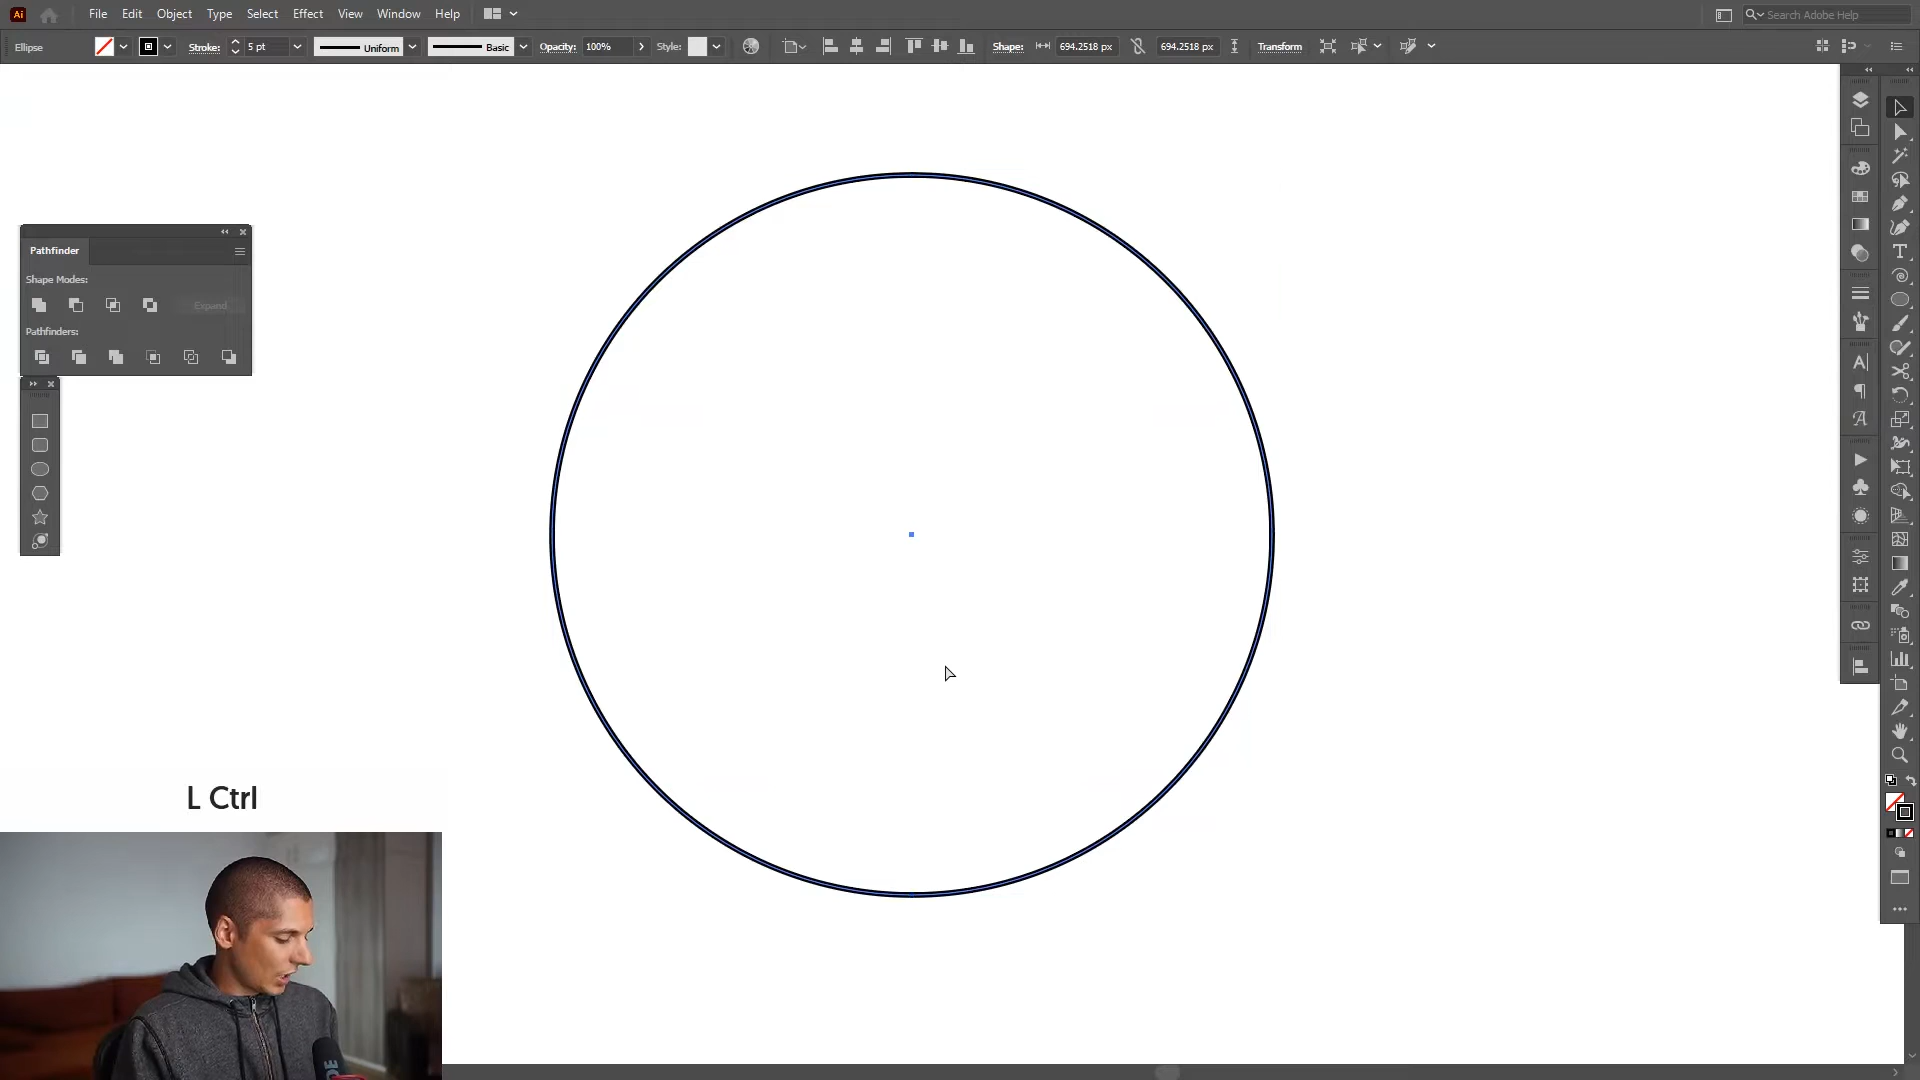 Ai File Edit Object Type Select Effect View Window Help Search Adobe Help
Ellipse Stroke: 5 pt Uniform Basic Opacity: 100% Style: Shape: 694.2518 px 694.2518 px Transform
Pathfinder
Shape Modes:
Expand
Pathfinders:
L Ctrl